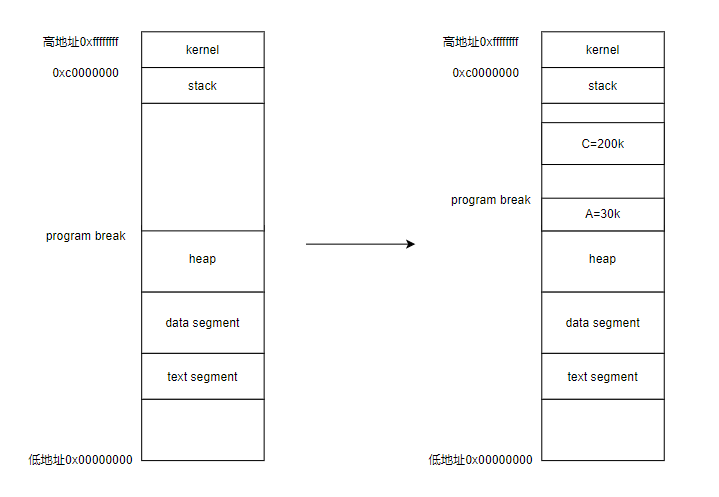 高地址0xffffffff
kernel
0xc0000000
stack
program break
heap
data segment
text segment
低地址0x00000000
高地址0xffffffff
kernel
0xc0000000
stack
C=200k
program break
A=30k
heap
data segment
text segment
低地址0x00000000